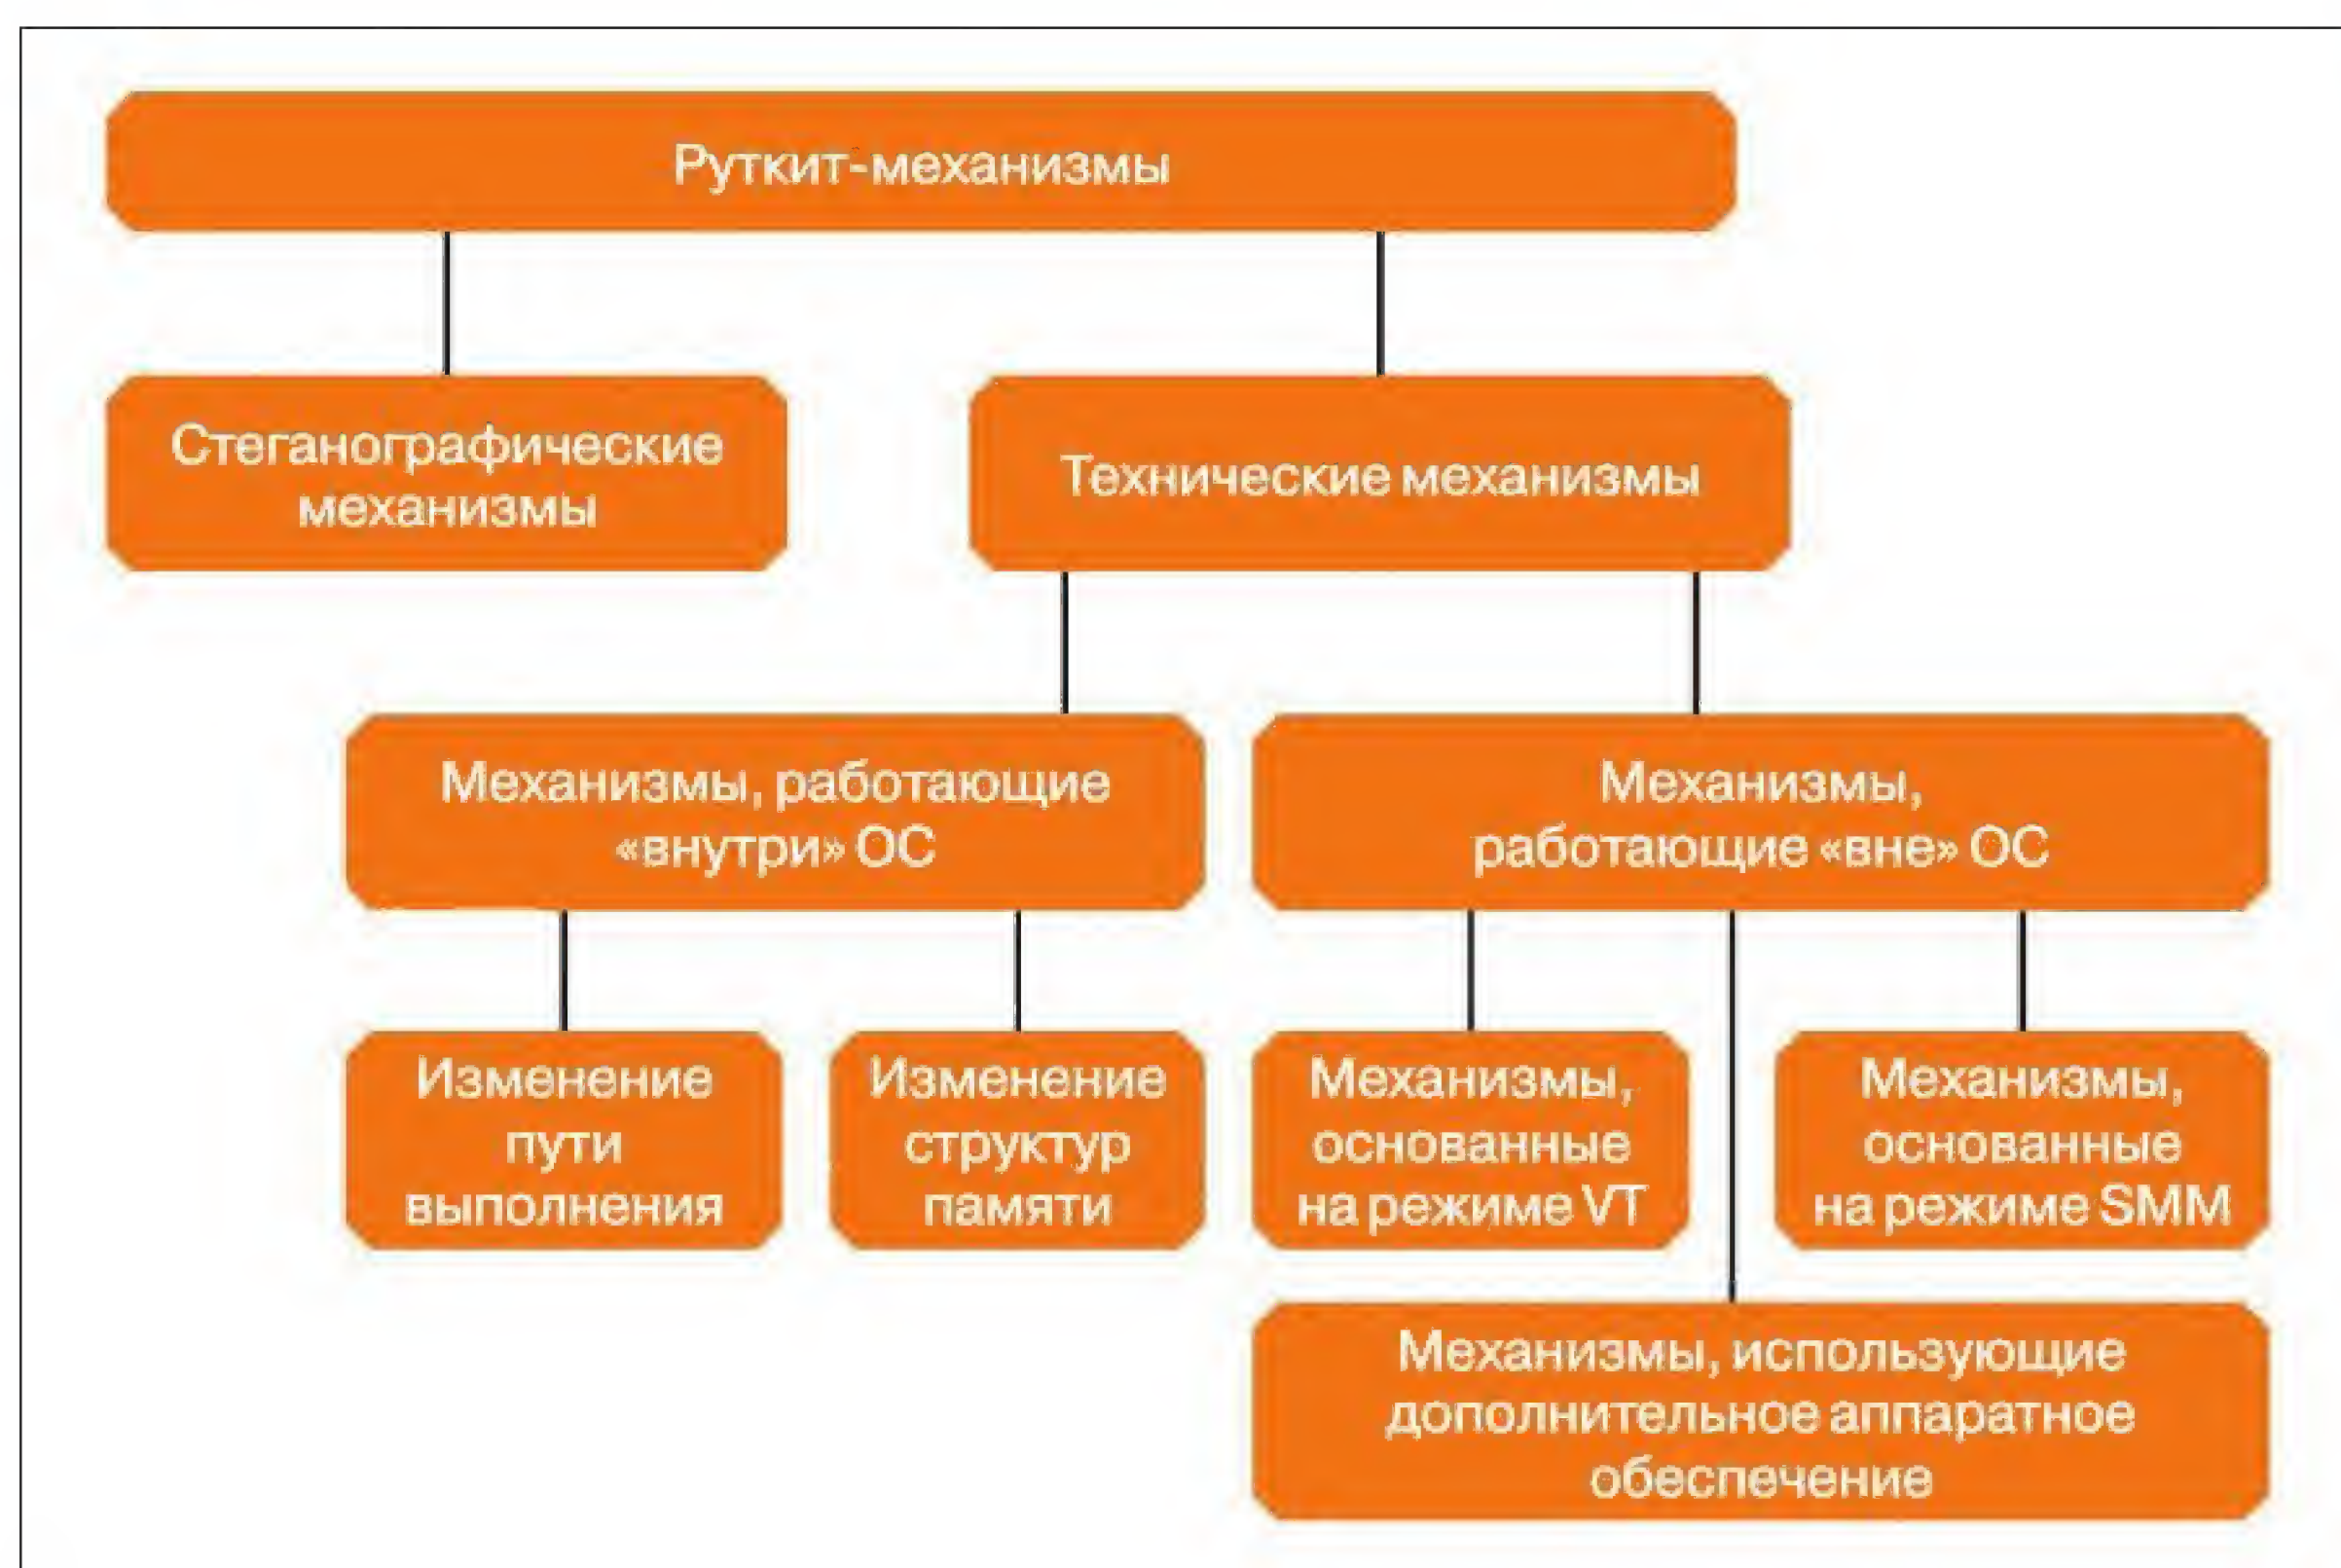 Руткит-механизмы
Стеганографические
механизмы
Технические механизмы
Механизмы, работающие
«внутри» ОС
Механизмы,
работающие «вне» ОС
Изменение
пути
выполнения
Изменение
структур
памяти
Механизмы,
основанные
на режиме VT
Механизмы,
основанные
на режиме SMM
Механизмы, использующие
дополнительное аппаратное
обеспечение